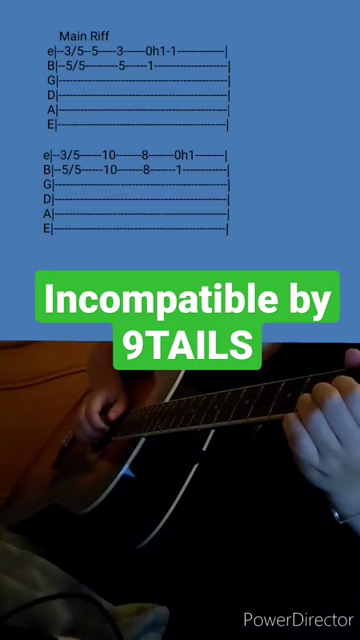 Main Riff
e|--3/5--5-----3------0h1-1-------------|
B|--5/5---------5------1------------------|
G|---------------------------------------------|
D|---------------------------------------------|
A|---------------------------------------------|
E|---------------------------------------------|
e|--3/5------10-------8-------0h1--------|
B|--5/5------10-------8-------1-----------|
G|---------------------------------------------|
D|---------------------------------------------|
A|---------------------------------------------|
E|---------------------------------------------|
Incompatible by
9TAILS
PowerDirector